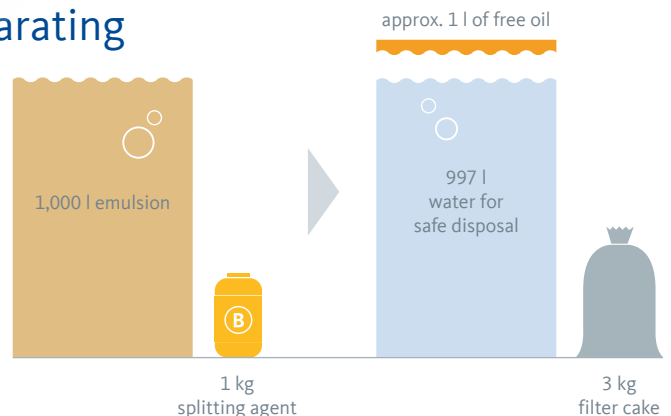 arating
approx. 1 l of free oil
1,000 l emulsion
997 l
water for
safe disposal
B
1 kg
splitting agent
3 kg
filter cake